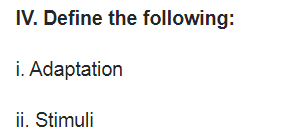 IV. Define the following:
i. Adaptation
ii. Stimuli